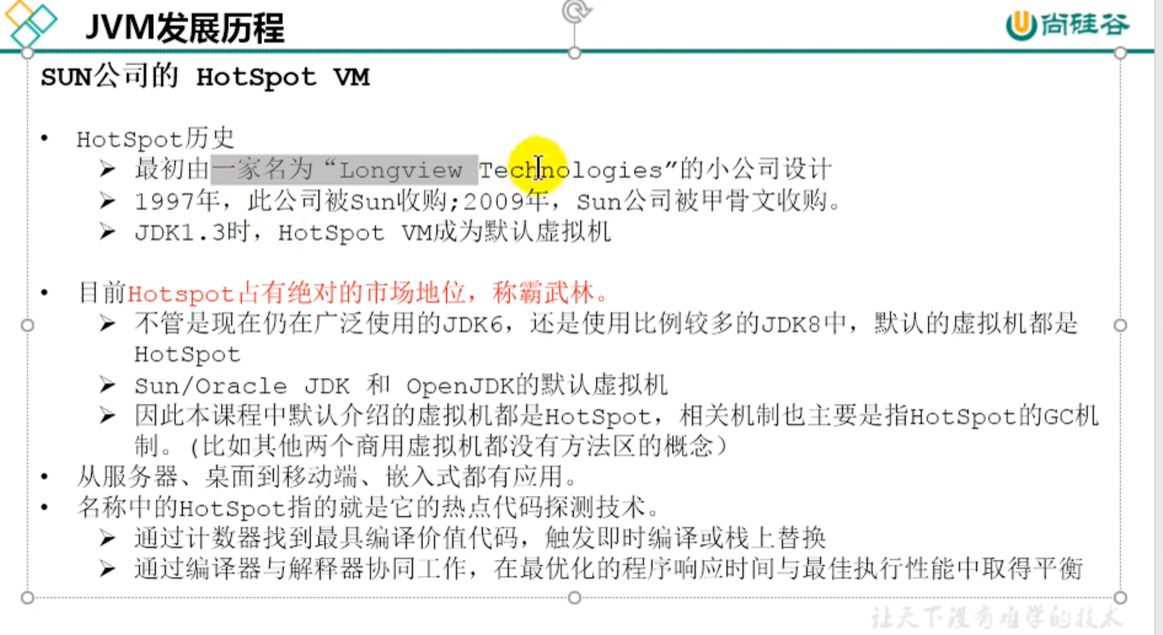 JVM发展历程
尚硅谷
SUN公司的 HotSpot VM
• HotSpot历史
➢ 最初由一家名为“Longview Technologies”的小公司设计
➢ 1997年，此公司被Sun收购;2009年，Sun公司被甲骨文收购。
➢ JDK1.3时，HotSpot VM成为默认虚拟机
• 目前Hotspot占有绝对的市场地位，称霸武林。
➢ 不管是现在仍在广泛使用的JDK6，还是使用比例较多的JDK8中，默认的虚拟机都是
HotSpot
➢ Sun/Oracle JDK 和 OpenJDK的默认虚拟机
➢ 因此本课程中默认介绍的虚拟机都是HotSpot，相关机制也主要是指HotSpot的GC机
制。(比如其他两个商用虚拟机都没有方法区的概念）
• 从服务器、桌面到移动端、嵌入式都有应用。
• 名称中的HotSpot指的就是它的热点代码探测技术。
➢ 通过计数器找到最具编译价值代码，触发即时编译或栈上替换
➢ 通过编译器与解释器协同工作，在最优化的程序响应时间与最佳执行性能中取得平衡
让天下没有难学的技术